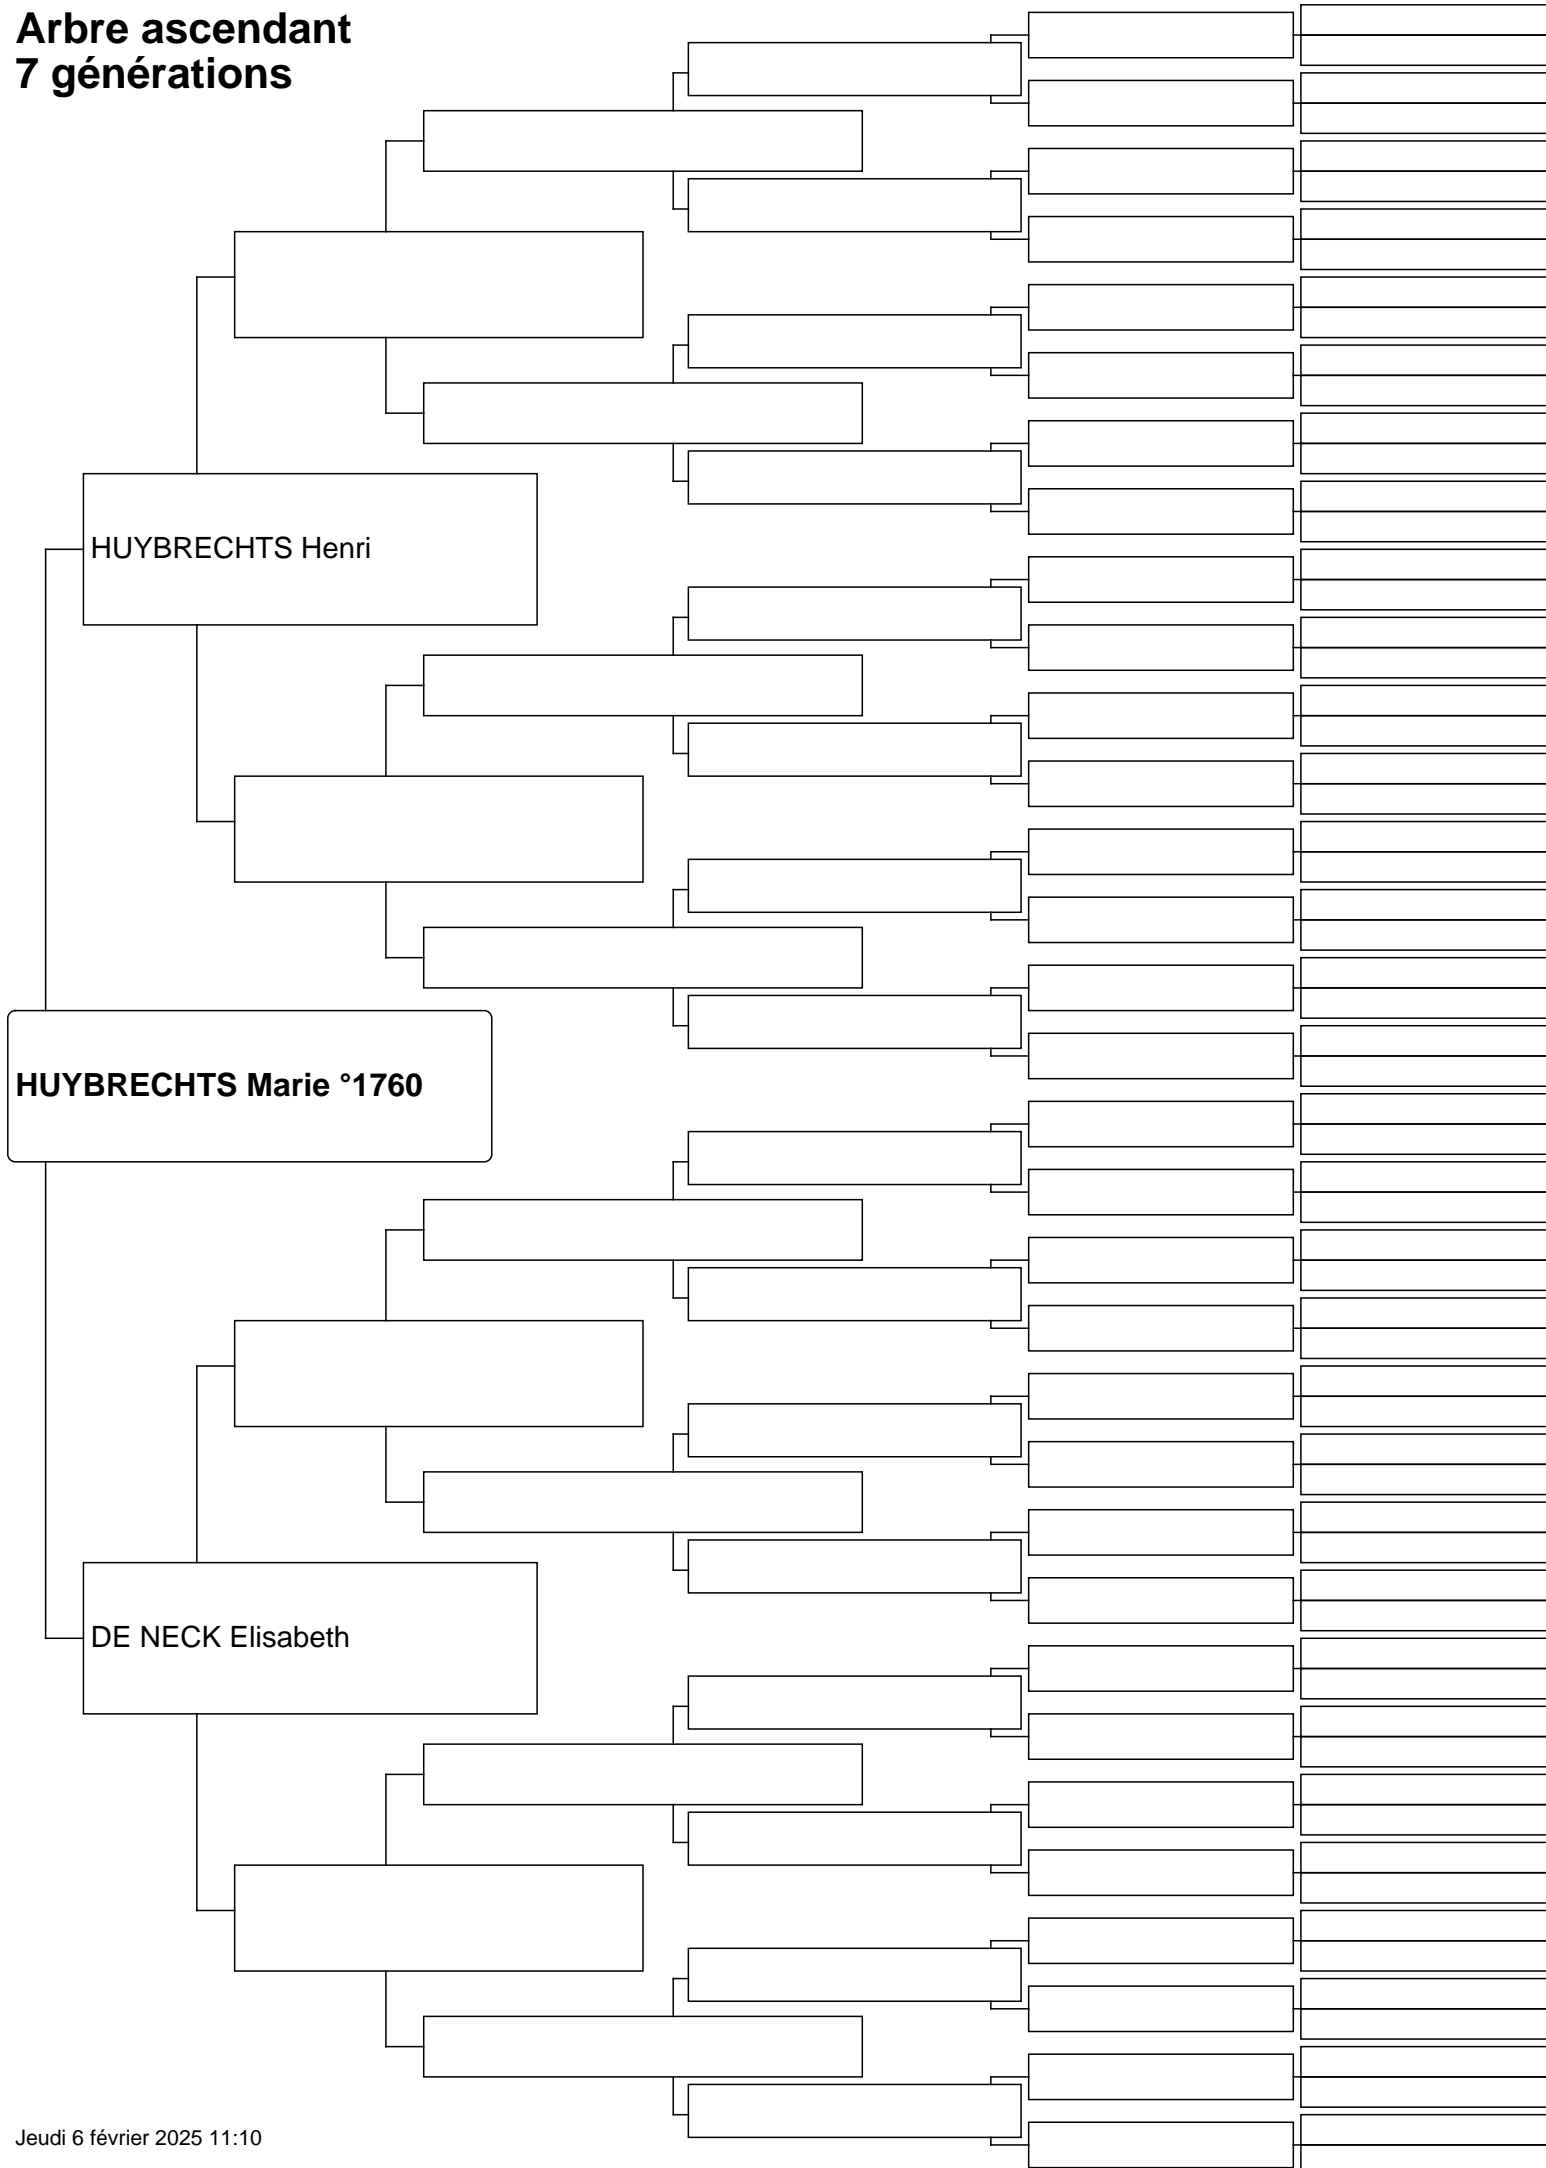 Arbre ascendant
7 générations
HUYBRECHTS Henri
HUYBRECHTS Marie °1760
DE NECK Elisabeth
Jeudi 6 février 2025 11:10